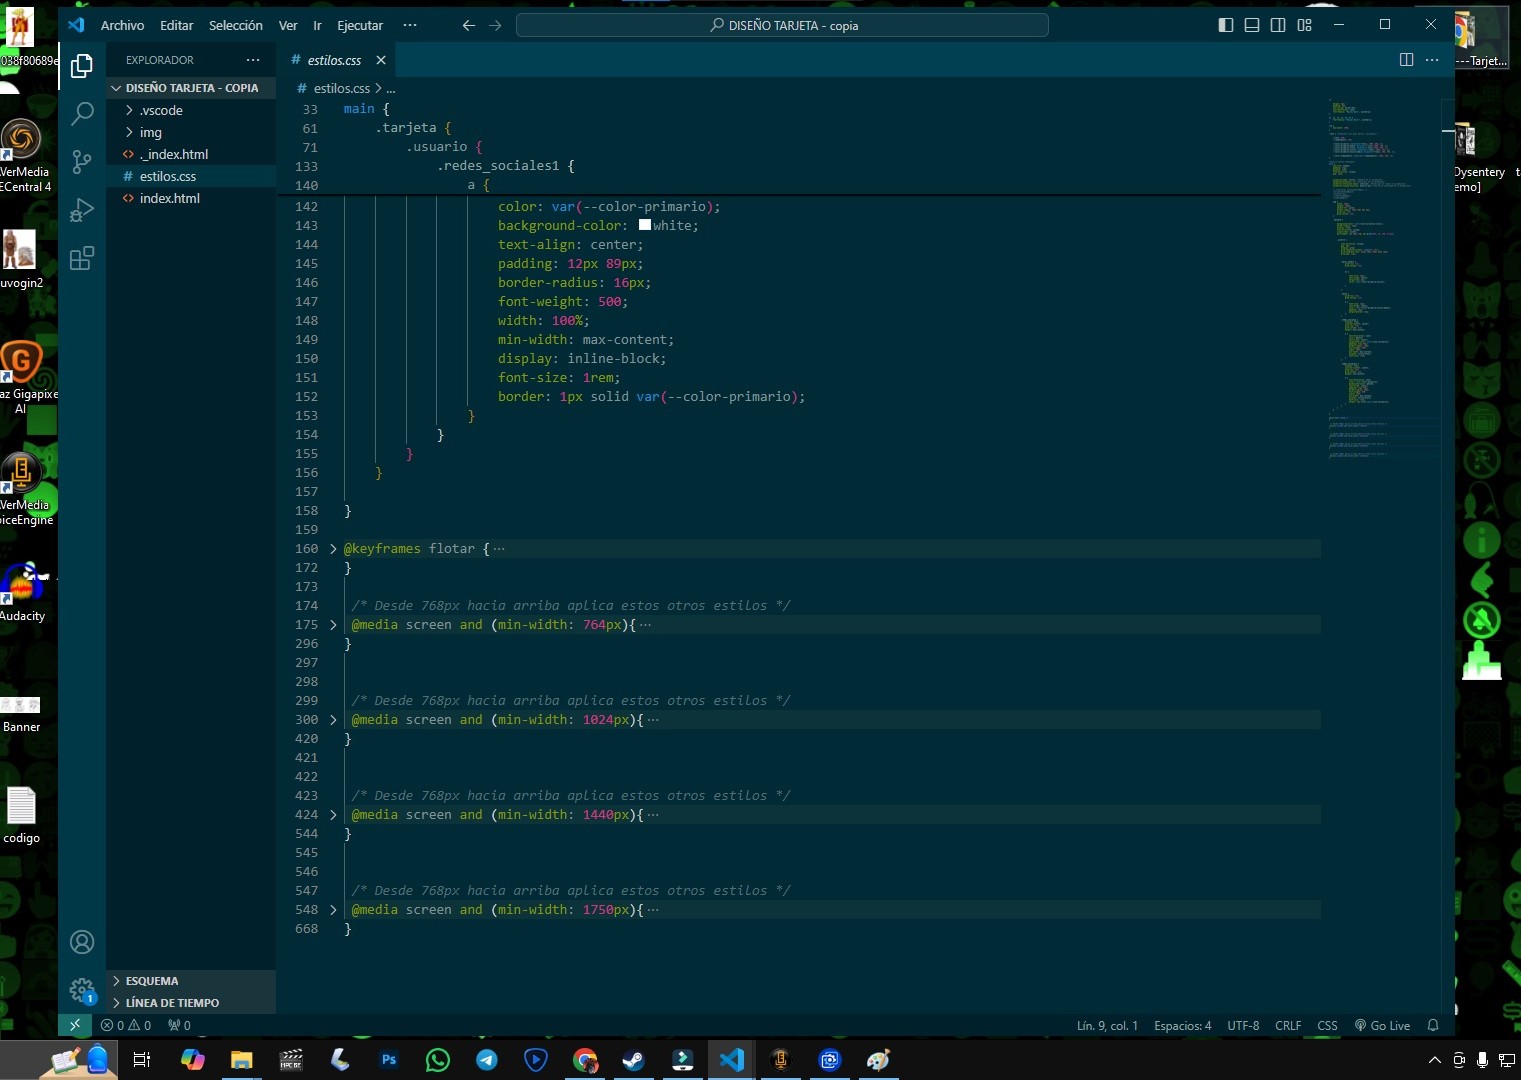 Archivo Editar Selección Ver Ir Ejecutar ···
DISEÑO TARJETA - copia
EXPLORADOR ···
DISEÑO TARJETA - COPIA
.vscode
img
._index.html
estilos.css
index.html
ESQUEMA
LÍNEA DE TIEMPO
# estilos.css
# estilos.css > ...
33 main {
61 .tarjeta {
71 .usuario {
133 .redes_sociales1 {
140 a {
142 color: var(--color-primario);
143 background-color: white;
144 text-align: center;
145 padding: 12px 89px;
146 border-radius: 16px;
147 font-weight: 500;
148 width: 100%;
149 min-width: max-content;
150 display: inline-block;
151 font-size: 1rem;
152 border: 1px solid var(--color-primario);
153 }
154 }
155 }
156 }
157
158 }
159
160 @keyframes flotar {···
172 }
173
174 /* Desde 768px hacia arriba aplica estos otros estilos */
175 @media screen and (min-width: 764px){···
296 }
297
298
299 /* Desde 768px hacia arriba aplica estos otros estilos */
300 @media screen and (min-width: 1024px){···
420 }
421
422
423 /* Desde 768px hacia arriba aplica estos otros estilos */
424 @media screen and (min-width: 1440px){···
544 }
545
546
547 /* Desde 768px hacia arriba aplica estos otros estilos */
548 @media screen and (min-width: 1750px){···
668 }
1
0 0 0 Lín. 9, col. 1 Espacios: 4 UTF-8 CRLF CSS Go Live
038f80689e
VerMedia
ECentral 4
uvogin2
az Gigapixe
AI
VerMedia
oiceEngine
Audacity
Banner
codigo
---Tarjet...
Dysentery
emo]
Ps